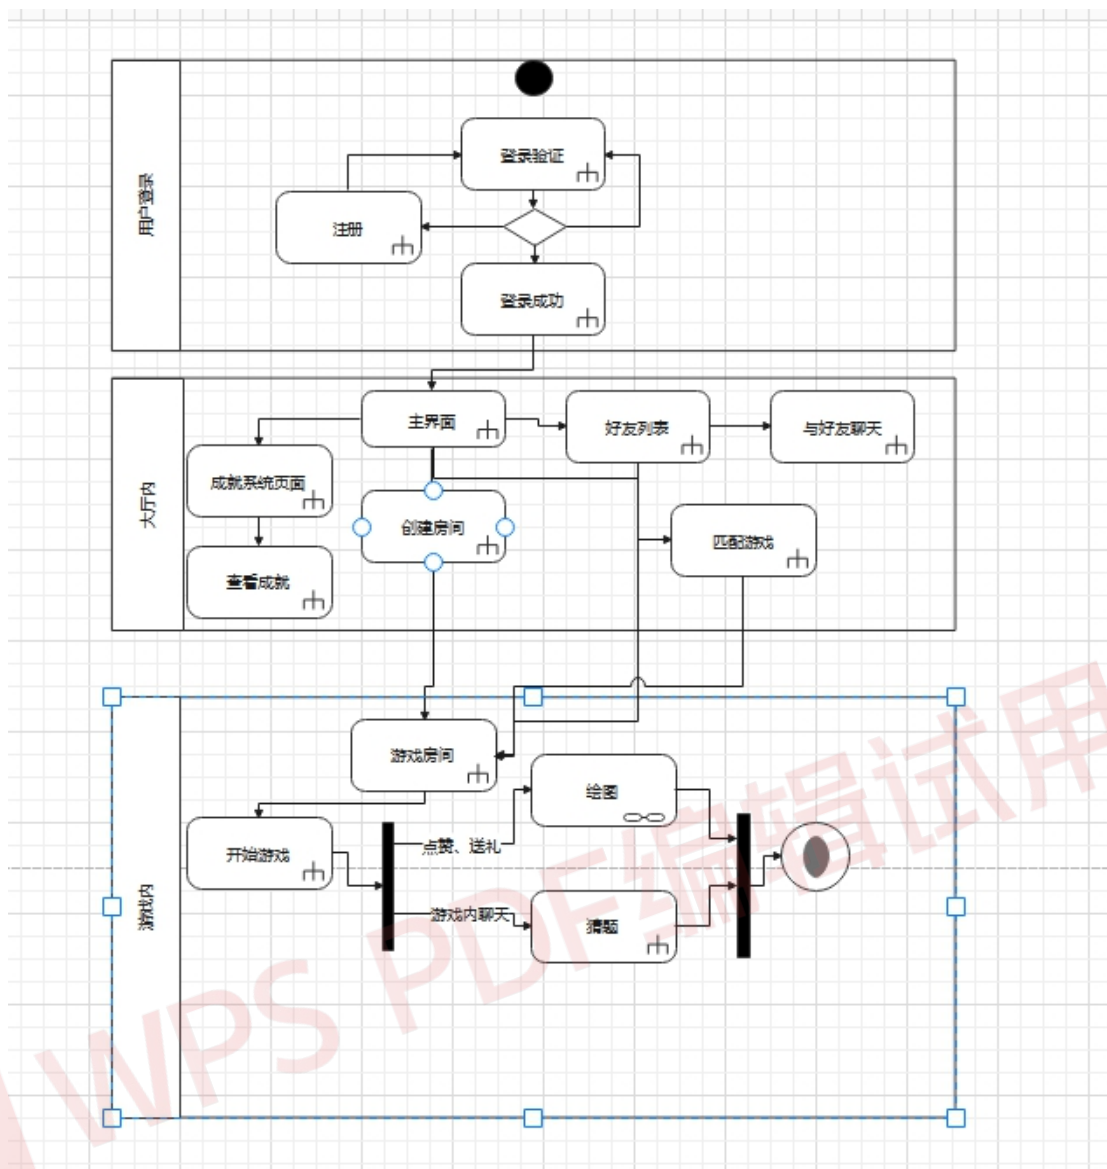 用户登录
登录验证
注册
登录成功
大厅内
主界面
好友列表
与好友聊天
成就系统页面
创建房间
匹配游戏
查看成就
游戏内
游戏房间
绘图
点赞、送礼
开始游戏
游戏内聊天
猜题
WPS PDF编辑试用